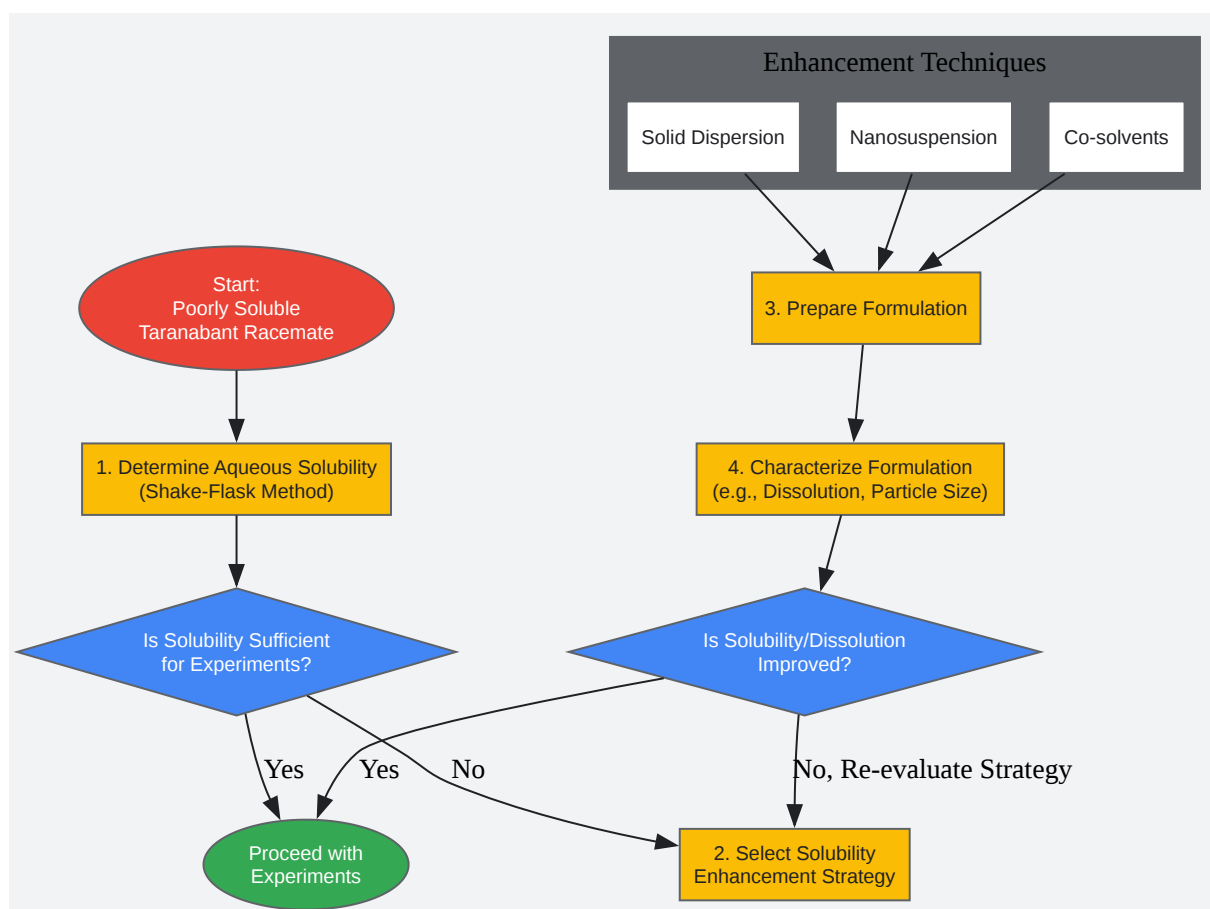 Enhancement Techniques
Solid Dispersion
Nanosuspension
Co-solvents
Start:
Poorly Soluble
Taranabant Racemate
3. Prepare Formulation
1. Determine Aqueous Solubility
(Shake-Flask Method)
4. Characterize Formulation
(e.g., Dissolution, Particle Size)
Is Solubility Sufficient
for Experiments?
Is Solubility/Dissolution
Improved?
Yes
Yes
No
No, Re-evaluate Strategy
Proceed with
Experiments
2. Select Solubility
Enhancement Strategy